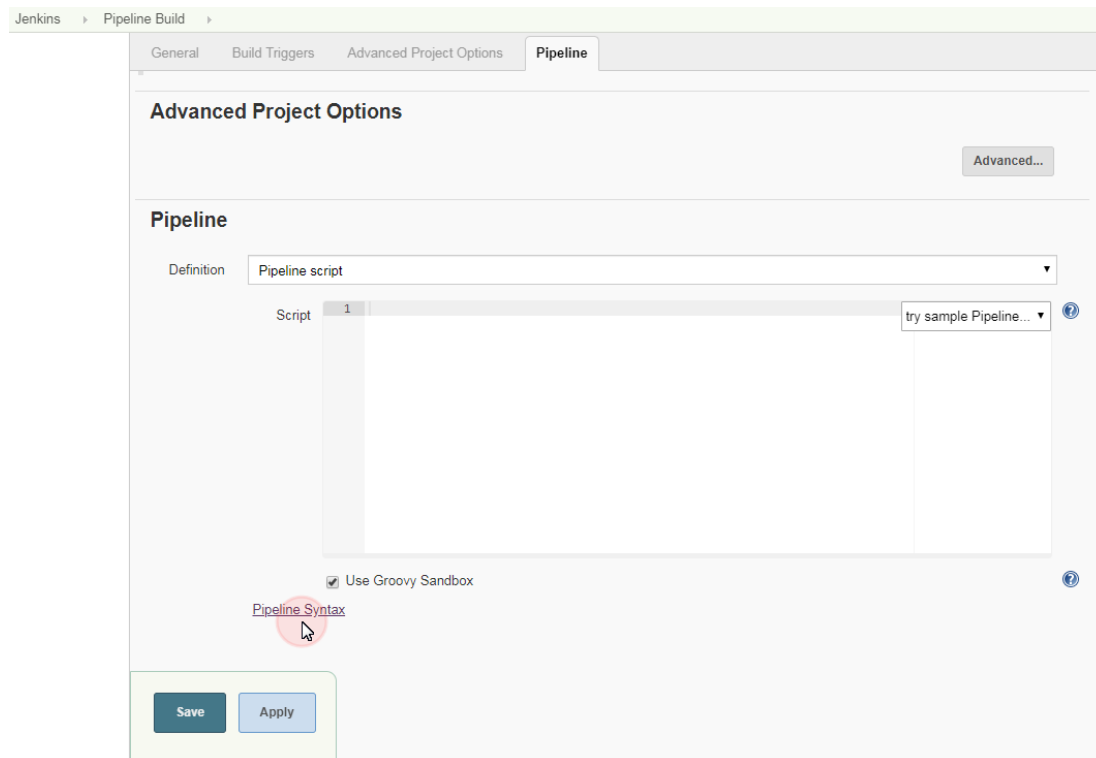 Jenkins Pipeline Build
General Build Triggers Advanced Project Options Pipeline
Advanced Project Options
Advanced...
Pipeline
Definition Pipeline script
Script 1 try sample Pipeline...
Use Groovy Sandbox
Pipeline Syntax
Save Apply